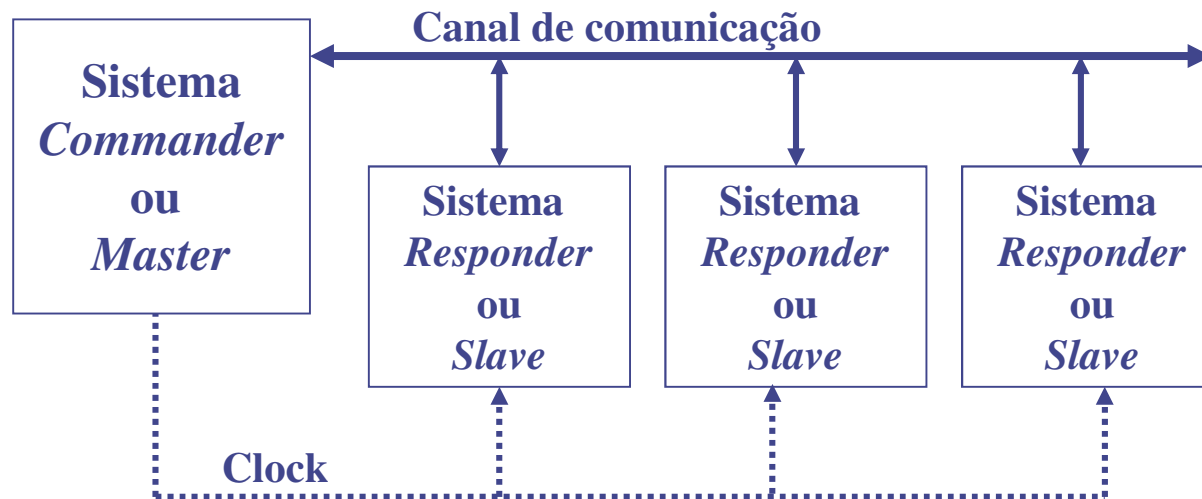 Canal de comunicação
Sistema
Commander
ou
Master
Sistema
Responder
ou
Slave
Sistema
Responder
ou
Slave
Sistema
Responder
ou
Slave
Clock